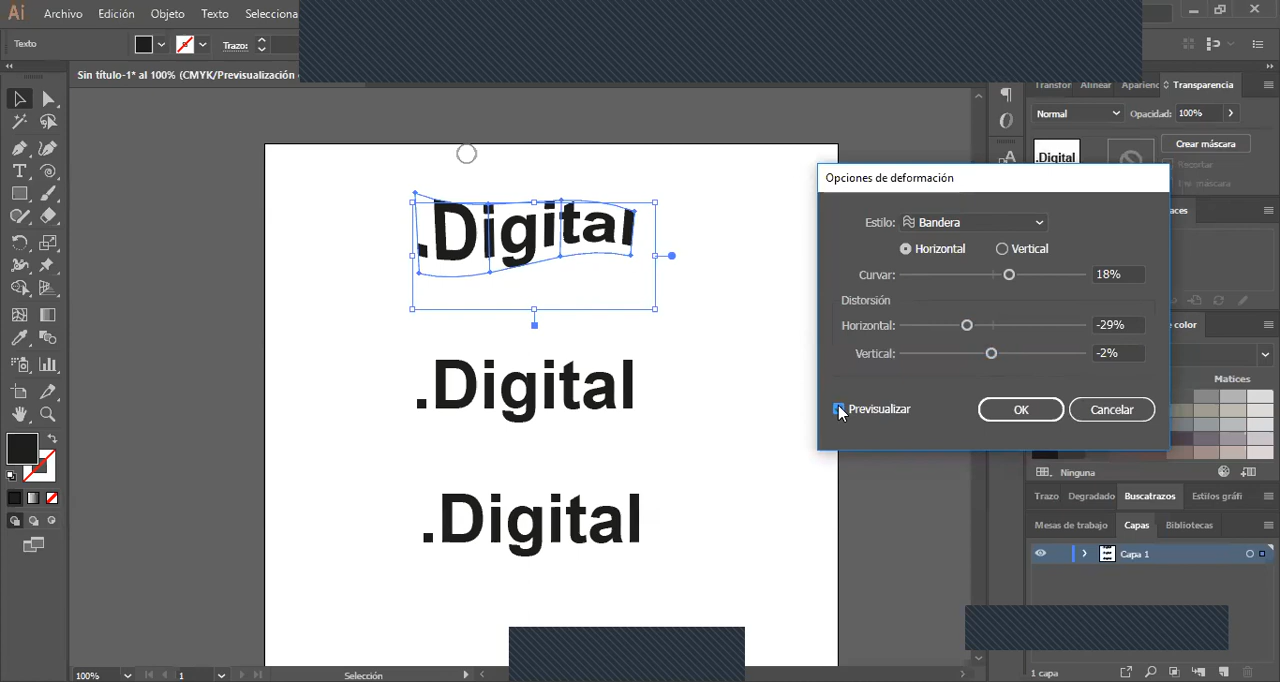 Ai Archivo Edición Objeto Texto Selecciona
Texto Trazo:
Sin título-1* al 100% (CMYK/Previsualización
Transfor Alinear Aparienc Transparencia
Normal Opacidad: 100%
Crear máscara
.Digital
Recortar
Opciones de deformación
Estilo: Bandera
Horizontal Vertical
Curvar: 18%
Distorsión
Horizontal: -29%
Vertical: -2%
Previsualizar OK Cancelar
.Digital
.Digital
.Digital
e color
Matices
Ninguna
Trazo Degradado Buscatrazos Estilos gráfi
Mesas de trabajo Capas Bibliotecas
Capa 1
100% 1 Selección
1 capa